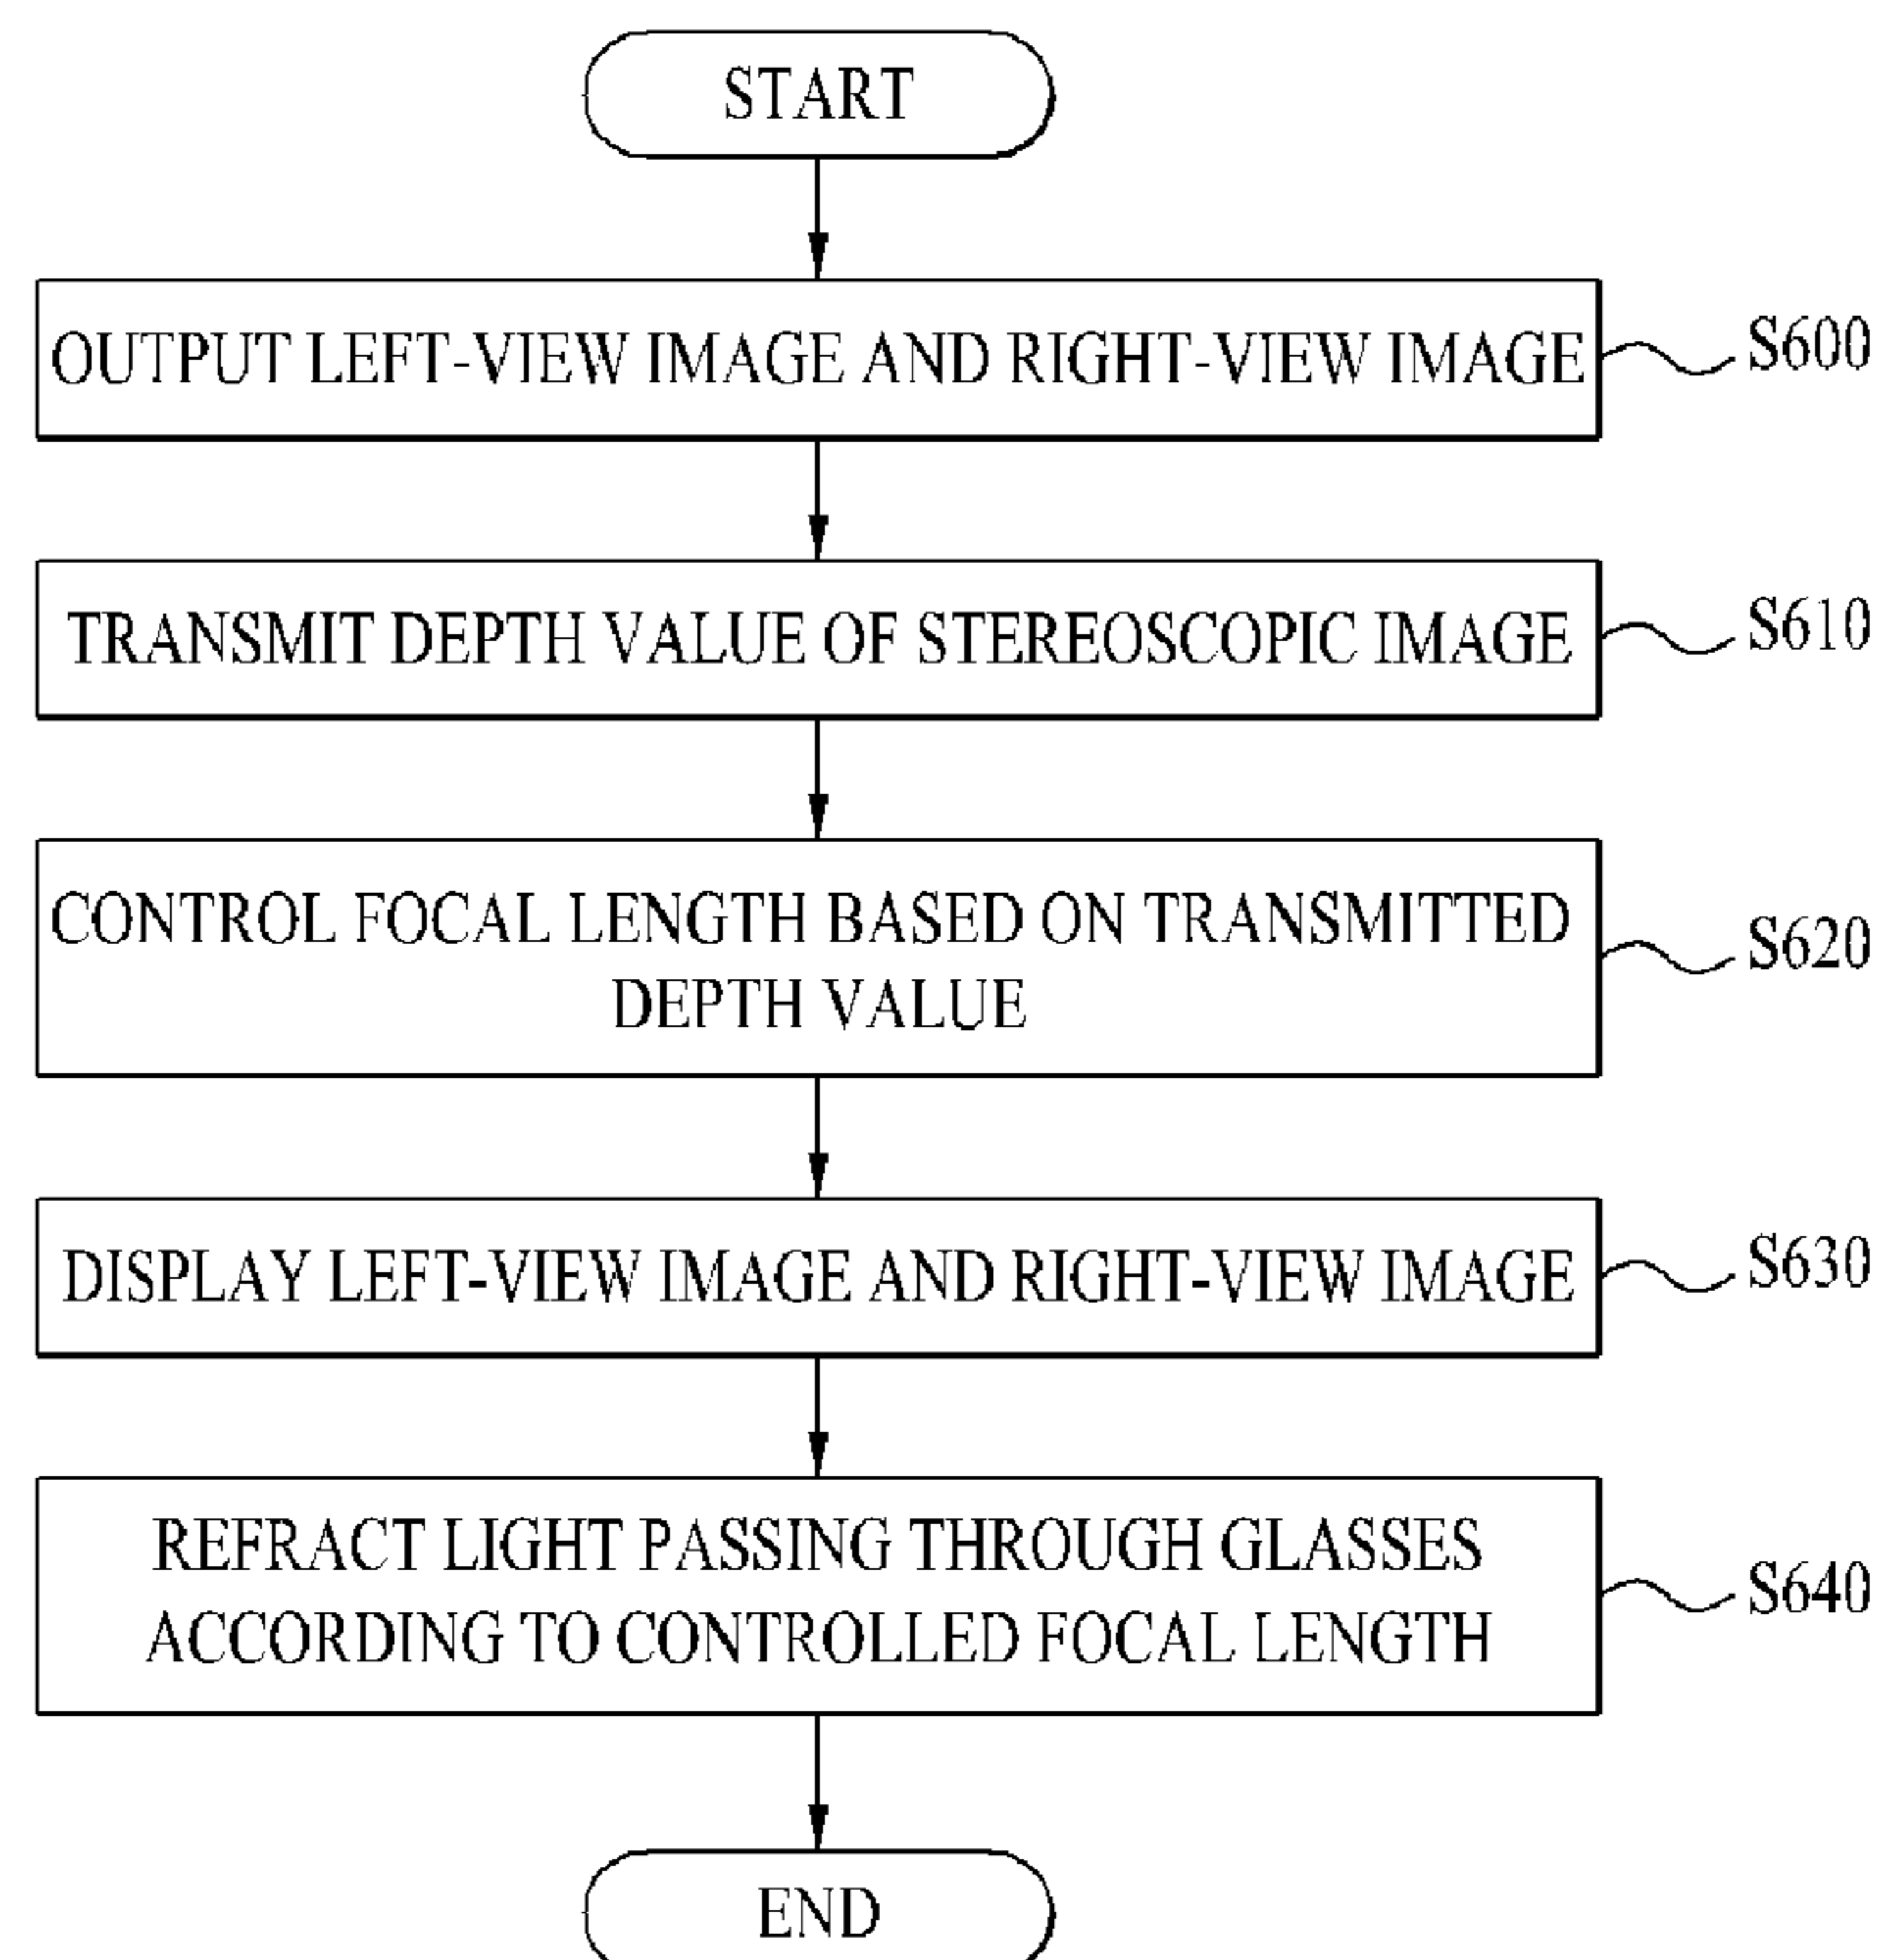 START
OUTPUT LEFT-VIEW IMAGE AND RIGHT-VIEW IMAGE
S600
TRANSMIT DEPTH VALUE OF STEREOSCOPIC IMAGE
S610
CONTROL FOCAL LENGTH BASED ON TRANSMITTED
DEPTH VALUE
S620
DISPLAY LEFT-VIEW IMAGE AND RIGHT-VIEW IMAGE
S630
REFRACT LIGHT PASSING THROUGH GLASSES
ACCORDING TO CONTROLLED FOCAL LENGTH
S640
END